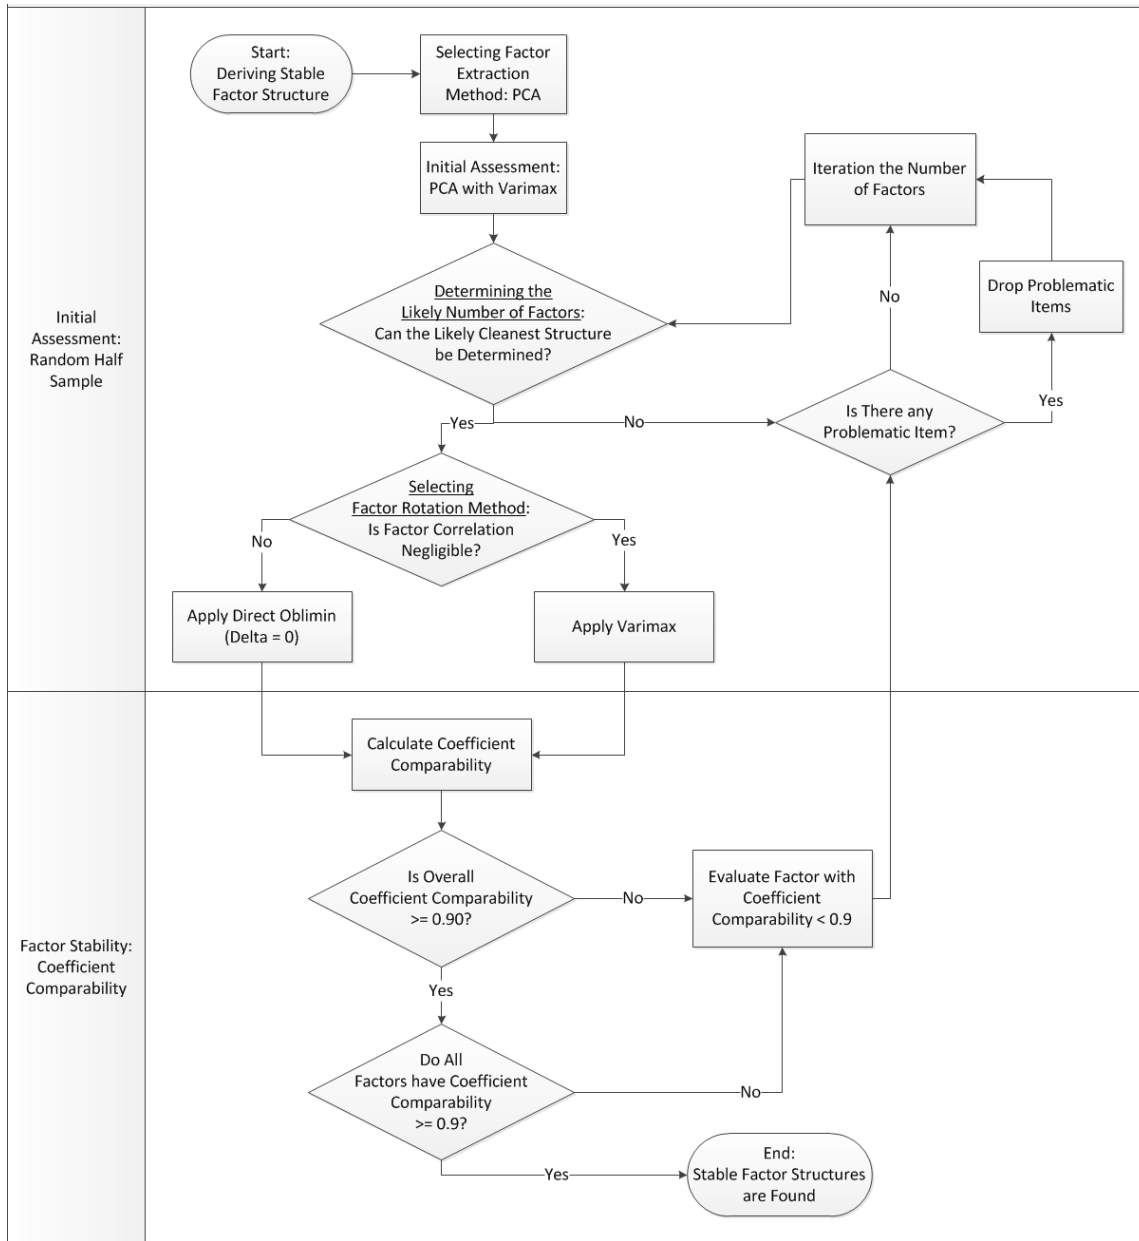 Start:
Deriving Stable
Factor Structure
Selecting Factor
Extraction
Method: PCA
Initial Assessment:
PCA with Varimax
Iteration the Number
of Factors
Determining the
Likely Number of Factors:
Can the Likely Cleanest Structure
be Determined?
No
Drop Problematic
Items
Initial
Assessment:
Random Half
Sample
Yes
Is There any
Problematic Item?
Yes
No
Selecting
Factor Rotation Method:
Is Factor Correlation
Negligible?
No
Yes
Apply Direct Oblimin
(Delta = 0)
Apply Varimax
Calculate Coefficient
Comparability
Is Overall
Coefficient Comparability
>= 0.90?
No
Evaluate Factor with
Coefficient
Comparability < 0.9
Factor Stability:
Coefficient
Comparability
Yes
Do All
Factors have Coefficient
Comparability
>= 0.9?
No
Yes
End:
Stable Factor Structures
are Found